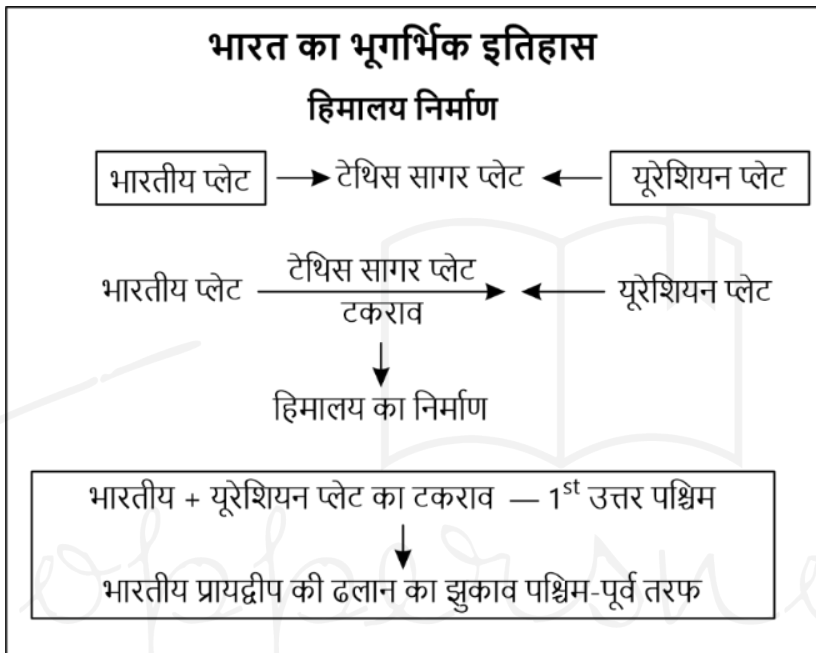 भारत का भूगर्भिक इतिहास
हिमालय निर्माण
भारतीय प्लेट → टेथिस सागर प्लेट ← यूरेशियन प्लेट
टेथिस सागर प्लेट
भारतीय प्लेट → ← यूरेशियन प्लेट
टकराव
↓
हिमालय का निर्माण
भारतीय + यूरेशियन प्लेट का टकराव — 1st उत्तर पश्चिम
↓
भारतीय प्रायद्वीप की ढलान का झुकाव पश्चिम-पूर्व तरफ